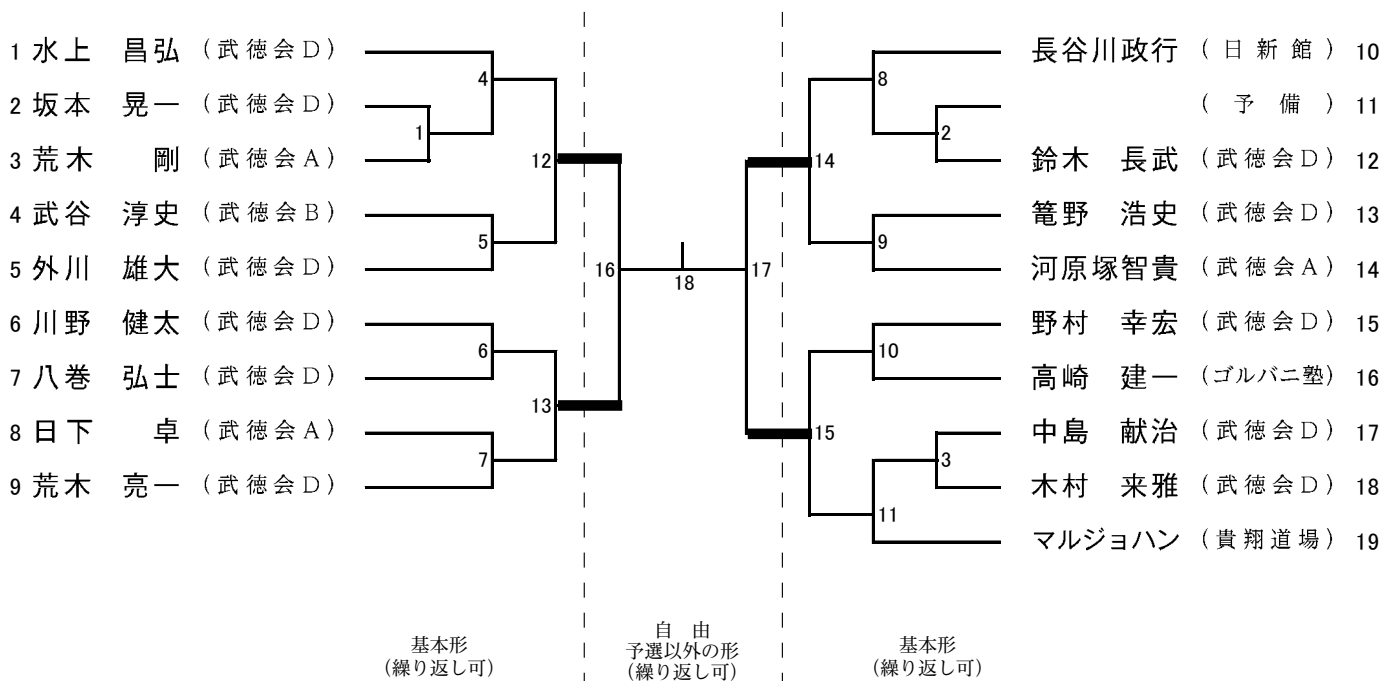 1 水上 昌弘 (武徳会D)
2 坂本 晃一 (武徳会D)
3 荒木 剛 (武徳会A)
4 武谷 淳史 (武徳会B)
5 外川 雄大 (武徳会D)
6 川野 健太 (武徳会D)
7 八巻 弘士 (武徳会D)
8 日下 卓 (武徳会A)
9 荒木 亮一 (武徳会D)
4
1
12
5
16
6
13
7
18
8
2
14
9
17
10
15
3
11
長谷川政行 (日新館) 10
(予備) 11
鈴木 長武 (武徳会D) 12
篭野 浩史 (武徳会D) 13
河原塚智貴 (武徳会A) 14
野村 幸宏 (武徳会D) 15
高崎 建一 (ゴルバニ塾) 16
中島 献治 (武徳会D) 17
木村 来雅 (武徳会D) 18
マルジョハン (貴翔道場) 19
基本形
(繰り返し可)
自 由
予選以外の形
(繰り返し可)
基本形
(繰り返し可)